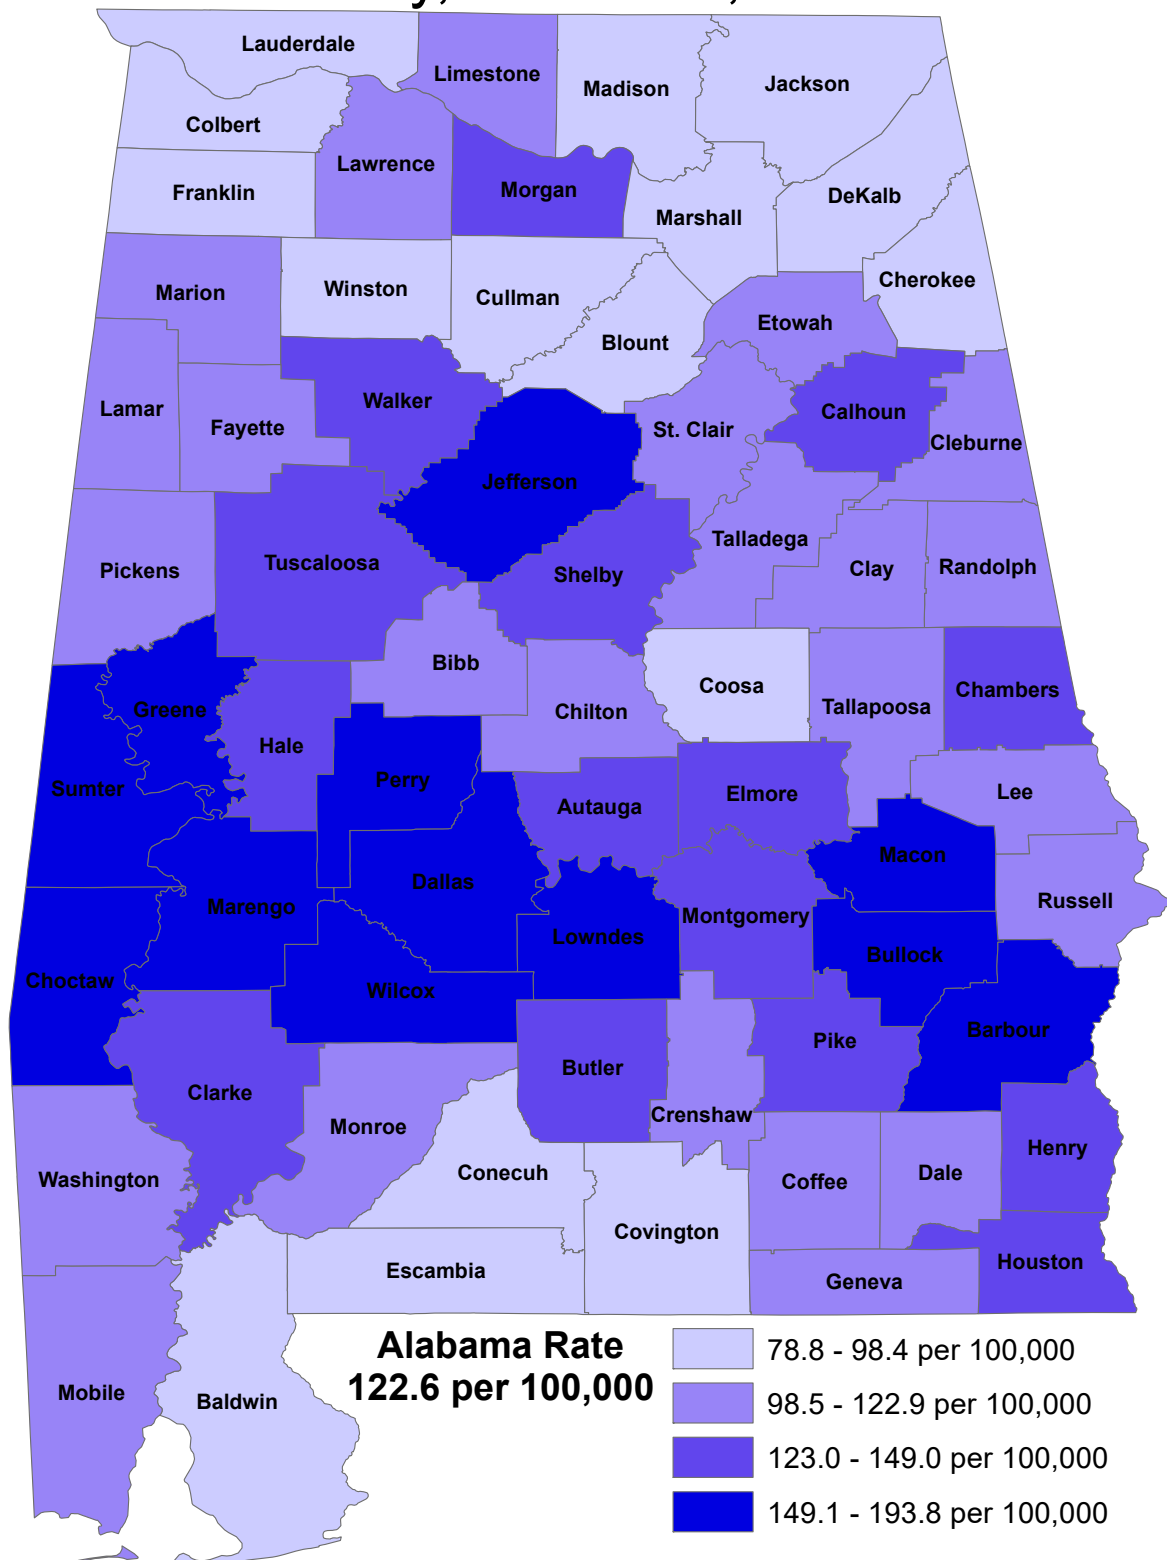 Lauderdale
Limestone
Madison
Jackson
Colbert
Lawrence
Franklin
Morgan
DeKalb
Marshall
Cherokee
Marion
Winston
Cullman
Etowah
Blount
Walker
Lamar
Fayette
St. Clair
Calhoun
Cleburne
Jefferson
Pickens
Tuscaloosa
Shelby
Talladega
Clay
Randolph
Bibb
Coosa
Chambers
Greene
Chilton
Tallapoosa
Hale
Sumter
Perry
Autauga
Elmore
Lee
Macon
Dallas
Marengo
Montgomery
Russell
Lowndes
Bullock
Choctaw
Wilcox
Barbour
Pike
Butler
Clarke
Crenshaw
Monroe
Henry
Washington
Conecuh
Coffee
Dale
Covington
Escambia
Houston
Geneva
Mobile
Baldwin
Alabama Rate
122.6 per 100,000
78.8 - 98.4 per 100,000
98.5 - 122.9 per 100,000
123.0 - 149.0 per 100,000
149.1 - 193.8 per 100,000